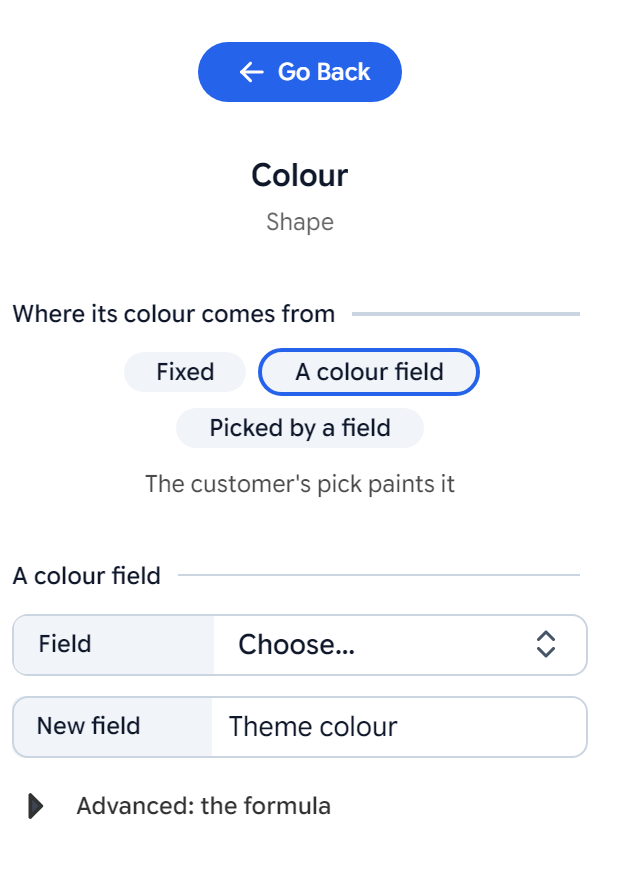 Go Back
Colour
Shape
Where its colour comes from
Fixed
A colour field
Picked by a field
The customer's pick paints it
A colour field
Field
Choose...
New field
Theme colour
Advanced: the formula